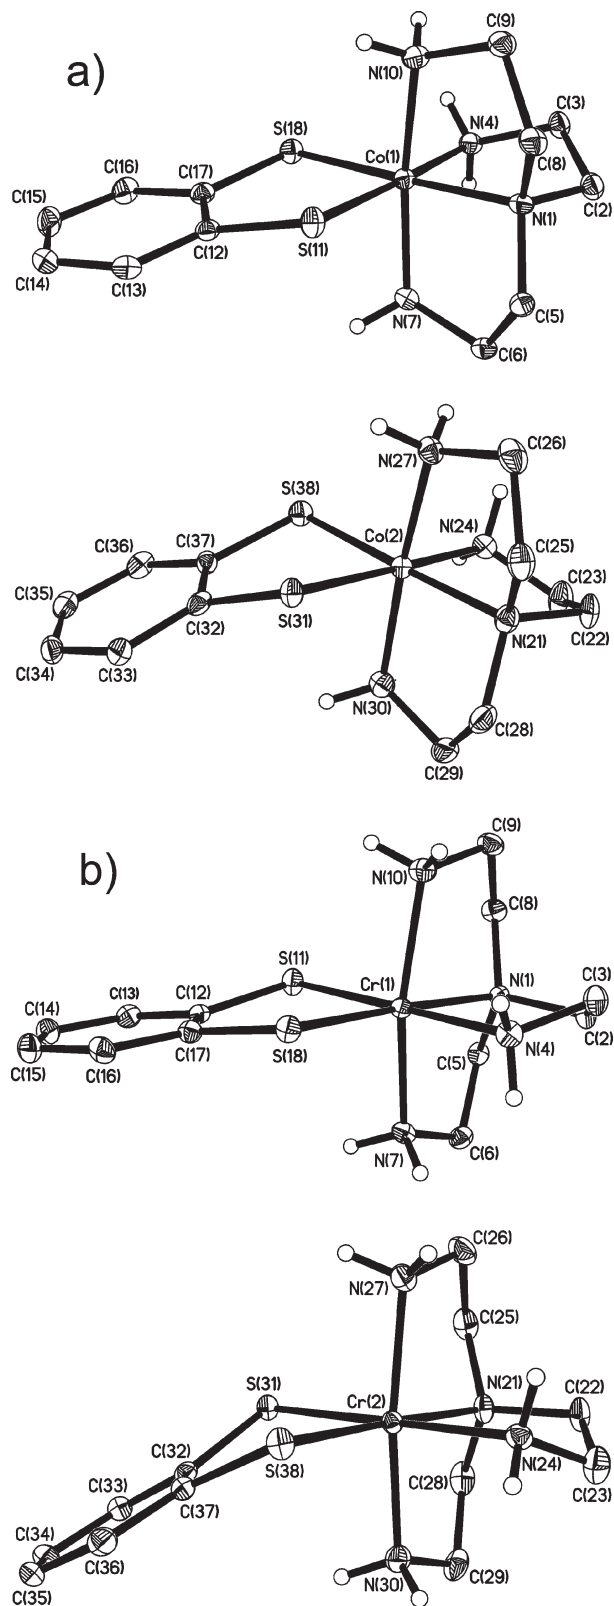 a)
C(9)
N(10)
C(3)
N(4)
S(18)
Co(1)
C(8)
C(16)
C(17)
C(2)
C(15)
N(1)
C(12)
S(11)
C(14)
C(13)
N(7)
C(5)
C(6)
C(26)
N(27)
S(38)
N(24)
Co(2)
C(25)
C(36)
C(37)
C(23)
C(35)
C(22)
C(32)
S(31)
N(21)
C(34)
C(33)
N(30)
C(28)
C(29)
b)
C(9)
N(10)
C(8)
S(11)
Cr(1)
N(1)
C(3)
C(14)
C(13)
C(12)
C(15)
C(16)
C(17)
S(18)
C(5)
N(4)
C(2)
N(7)
C(6)
C(26)
N(27)
C(25)
S(31)
Cr(2)
N(21)
C(22)
C(32)
S(38)
C(28)
N(24)
C(23)
C(33)
C(37)
C(34)
C(36)
C(35)
N(30)
C(29)